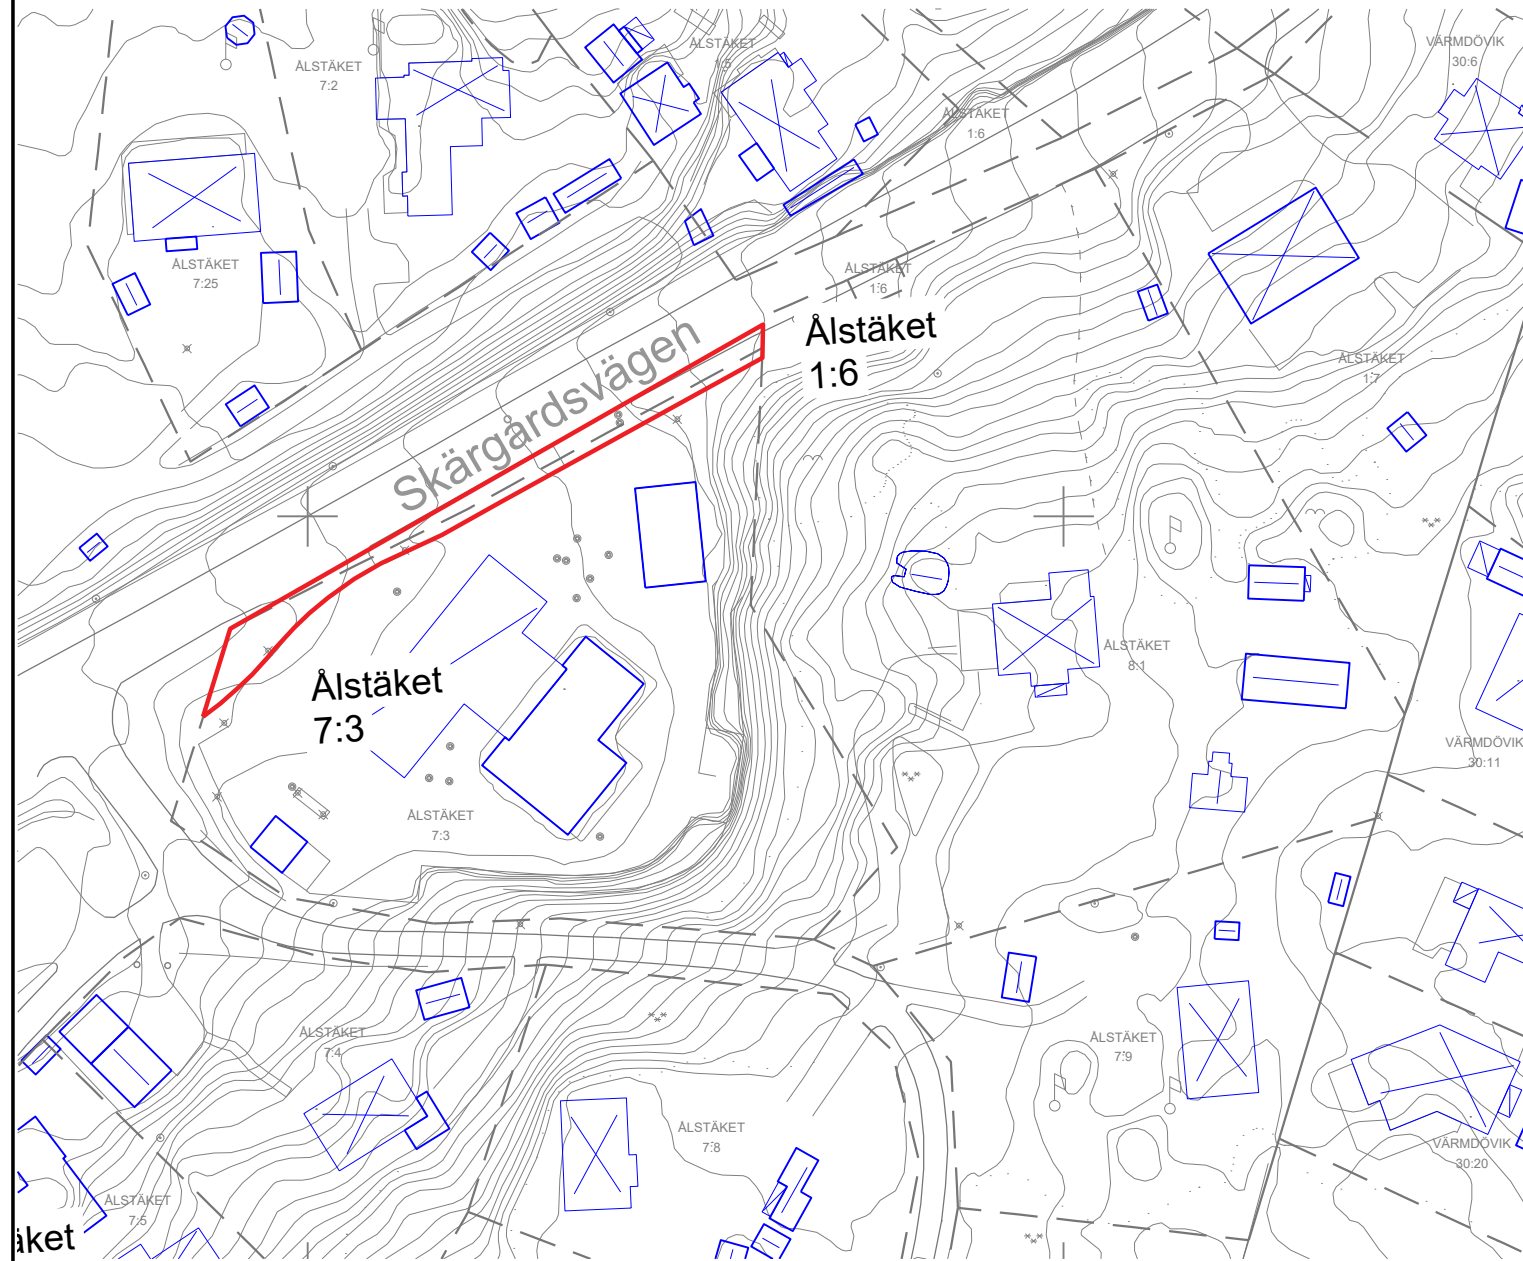 ÅLSTÄKET
7:2
ÅLSTÄKET
1:5
VÄRMDÖVIK
30:6
ÅLSTÄKET
1:6
ÅLSTÄKET
7:25
ÅLSTÄKET
1:6
Skärgårdsvägen
Ålstäket
1:6
ÅLSTÄKET
1:7
Ålstäket
7:3
ÅLSTÄKET
8:1
VÄRMDÖVIK
30:11
ÅLSTÄKET
7:3
ÅLSTÄKET
7:4
ÅLSTÄKET
7:9
ÅLSTÄKET
7:8
VÄRMDÖVIK
30:20
ÅLSTÄKET
7:5
äket